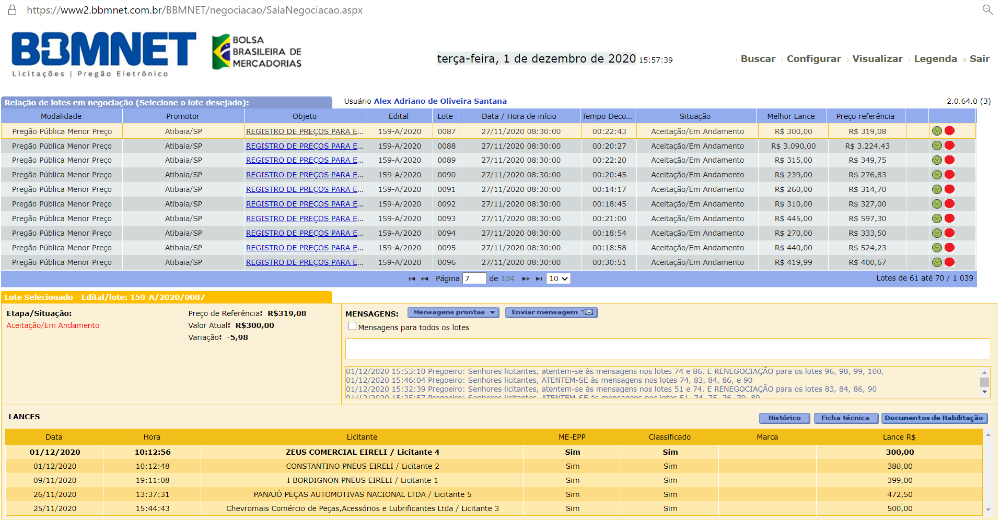 https://www2.bbmnet.com.br/BBMNET/negociacao/SalaNegociacao.aspx
BBMNET
Licitações | Pregão Eletrônico
BOLSA
BRASILEIRA DE
MERCADORIAS
terça-feira, 1 de dezembro de 2020 15:57:39
› Buscar › Configurar › Visualizar › Legenda × Sair
Relação de lotes em negociação (Selecione o lote desejado):
Usuário Alex Adriano de Oliveira Santana
2.0.64.0 (3)
Modalidade Promotor Objeto Edital Lote Data / Hora de início Tempo Deco... Situação Melhor Lance Preço referência
Pregão Pública Menor Preço Atibaia/SP REGISTRO DE PREÇOS PARA E... 159-A/2020 0087 27/11/2020 08:30:00 00:22:43 Aceitação/Em Andamento R$ 300,00 R$ 319,08
Pregão Pública Menor Preço Atibaia/SP REGISTRO DE PREÇOS PARA E... 159-A/2020 0088 27/11/2020 08:30:00 00:20:27 Aceitação/Em Andamento R$ 3.090,00 R$ 3.224,43
Pregão Pública Menor Preço Atibaia/SP REGISTRO DE PREÇOS PARA E... 159-A/2020 0089 27/11/2020 08:30:00 00:22:20 Aceitação/Em Andamento R$ 315,00 R$ 349,75
Pregão Pública Menor Preço Atibaia/SP REGISTRO DE PREÇOS PARA E... 159-A/2020 0090 27/11/2020 08:30:00 00:20:45 Aceitação/Em Andamento R$ 239,00 R$ 276,83
Pregão Pública Menor Preço Atibaia/SP REGISTRO DE PREÇOS PARA E... 159-A/2020 0091 27/11/2020 08:30:00 00:14:17 Aceitação/Em Andamento R$ 260,00 R$ 314,70
Pregão Pública Menor Preço Atibaia/SP REGISTRO DE PREÇOS PARA E... 159-A/2020 0092 27/11/2020 08:30:00 00:18:45 Aceitação/Em Andamento R$ 310,00 R$ 327,00
Pregão Pública Menor Preço Atibaia/SP REGISTRO DE PREÇOS PARA E... 159-A/2020 0093 27/11/2020 08:30:00 00:21:00 Aceitação/Em Andamento R$ 445,00 R$ 597,30
Pregão Pública Menor Preço Atibaia/SP REGISTRO DE PREÇOS PARA E... 159-A/2020 0094 27/11/2020 08:30:00 00:18:54 Aceitação/Em Andamento R$ 270,00 R$ 333,50
Pregão Pública Menor Preço Atibaia/SP REGISTRO DE PREÇOS PARA E... 159-A/2020 0095 27/11/2020 08:30:00 00:18:58 Aceitação/Em Andamento R$ 440,00 R$ 524,23
Pregão Pública Menor Preço Atibaia/SP REGISTRO DE PREÇOS PARA E... 159-A/2020 0096 27/11/2020 08:30:00 00:30:51 Aceitação/Em Andamento R$ 419,99 R$ 400,67
Página 7 de 104 10
Lotes de 61 até 70 / 1 039
Lote Selecionado - Edital/lote: 159-A/2020/0087
Etapa/Situação:
Aceitação/Em Andamento
Preço de Referência: R$319,08
Valor Atual: R$300,00
Variação: -5,98
MENSAGENS: Mensagens prontas Enviar mensagem
Mensagens para todos os lotes
01/12/2020 15:53:10 Pregoeiro: Senhores licitantes, atentem-se às mensagens nos lotes 74 e 86. E RENEGOCIAÇÃO para os lotes 96, 98, 99, 100,
01/12/2020 15:46:04 Pregoeiro: Senhores licitantes, ATENTEM-SE às mensagens nos lotes 74, 83, 84, 86, e 90
01/12/2020 15:32:39 Pregoeiro: Senhores licitantes, atentem-se às mensagens nos lotes 51 e 74. E RENEGOCIAÇÃO para os lotes 83, 84, 86, 90
01/12/2020 15:25:57 Pregoeiro: Senhores licitantes, ATENTEM-SE às mensagens nos lotes 51, 74, 75, 76, 79, 80
LANCES
Histórico Ficha técnica Documentos de Habilitação
Data Hora Licitante ME-EPP Classificado Marca Lance R$
01/12/2020 10:12:56 ZEUS COMERCIAL EIRELI / Licitante 4 Sim Sim 300,00
01/12/2020 10:12:48 CONSTANTINO PNEUS EIRELI / Licitante 2 Sim Sim 380,00
09/11/2020 19:11:08 I BORDIGNON PNEUS EIRELI / Licitante 1 Sim Sim 399,00
26/11/2020 13:37:31 PANAJÓ PEÇAS AUTOMOTIVAS NACIONAL LTDA / Licitante 5 Sim Sim 472,50
25/11/2020 15:44:43 Chevromais Comércio de Peças,Acessórios e Lubrificantes Ltda / Licitante 3 Sim Sim 500,00